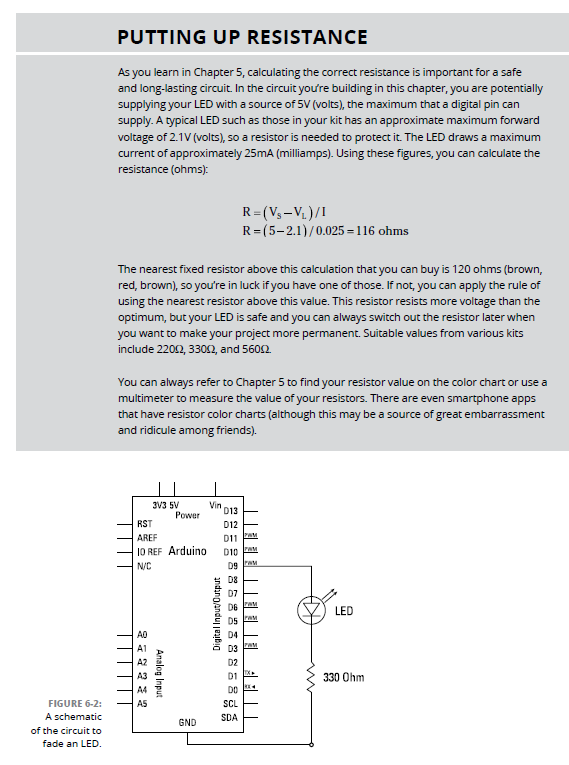 PUTTING UP RESISTANCE
As you learn in Chapter 5, calculating the correct resistance is important for a safe
and long-lasting circuit. In the circuit you're building in this chapter, you are potentially
supplying your LED with a source of 5V (volts), the maximum that a digital pin can
supply. A typical LED such as those in your kit has an approximate maximum forward
voltage of 2.1V (volts), so a resistor is needed to protect it. The LED draws a maximum
current of approximately 25mA (milliamps). Using these figures, you can calculate the
resistance (ohms):
R = (VS – VL) / I
R = (5 – 2.1) / 0.025 = 116 ohms
The nearest fixed resistor above this calculation that you can buy is 120 ohms (brown,
red, brown), so you're in luck if you have one of those. If not, you can apply the rule of
using the nearest resistor above this value. This resistor resists more voltage than the
optimum, but your LED is safe and you can always switch out the resistor later when
you want to make your project more permanent. Suitable values from various kits
include 220Ω, 330Ω, and 560Ω.
You can always refer to Chapter 5 to find your resistor value on the color chart or use a
multimeter to measure the value of your resistors. There are even smartphone apps
that have resistor color charts (although this may be a source of great embarrassment
and ridicule among friends).
3V3 5V Vin
Power
RST
AREF
IO REF
N/C
Arduino
A0
A1
A2
A3
A4
A5
Analog Input
Digital Input/Output
D13
D12
D11 PWM
D10 PWM
D9 PWM
D8
D7
D6 PWM
D5 PWM
D4
D3 PWM
D2
D1 TX ▸
D0 RX ◂
SCL
SDA
GND
LED
330 Ohm
FIGURE 6-2:
A schematic
of the circuit to
fade an LED.